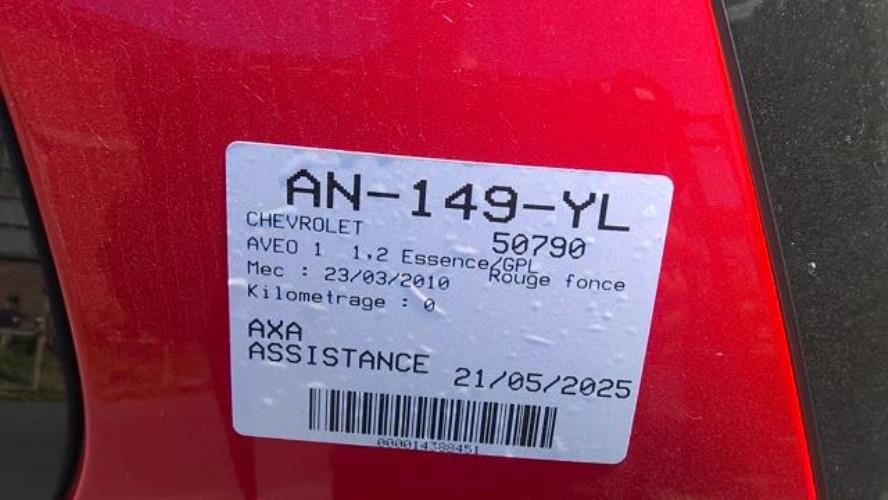 AN-149-YL
CHEVROLET 50790
AVEO 1 1,2 Essence/GPL
Mec : 23/03/2010 Rouge fonce
Kilometrage : 0
AXA
ASSISTANCE 21/05/2025
000014388451